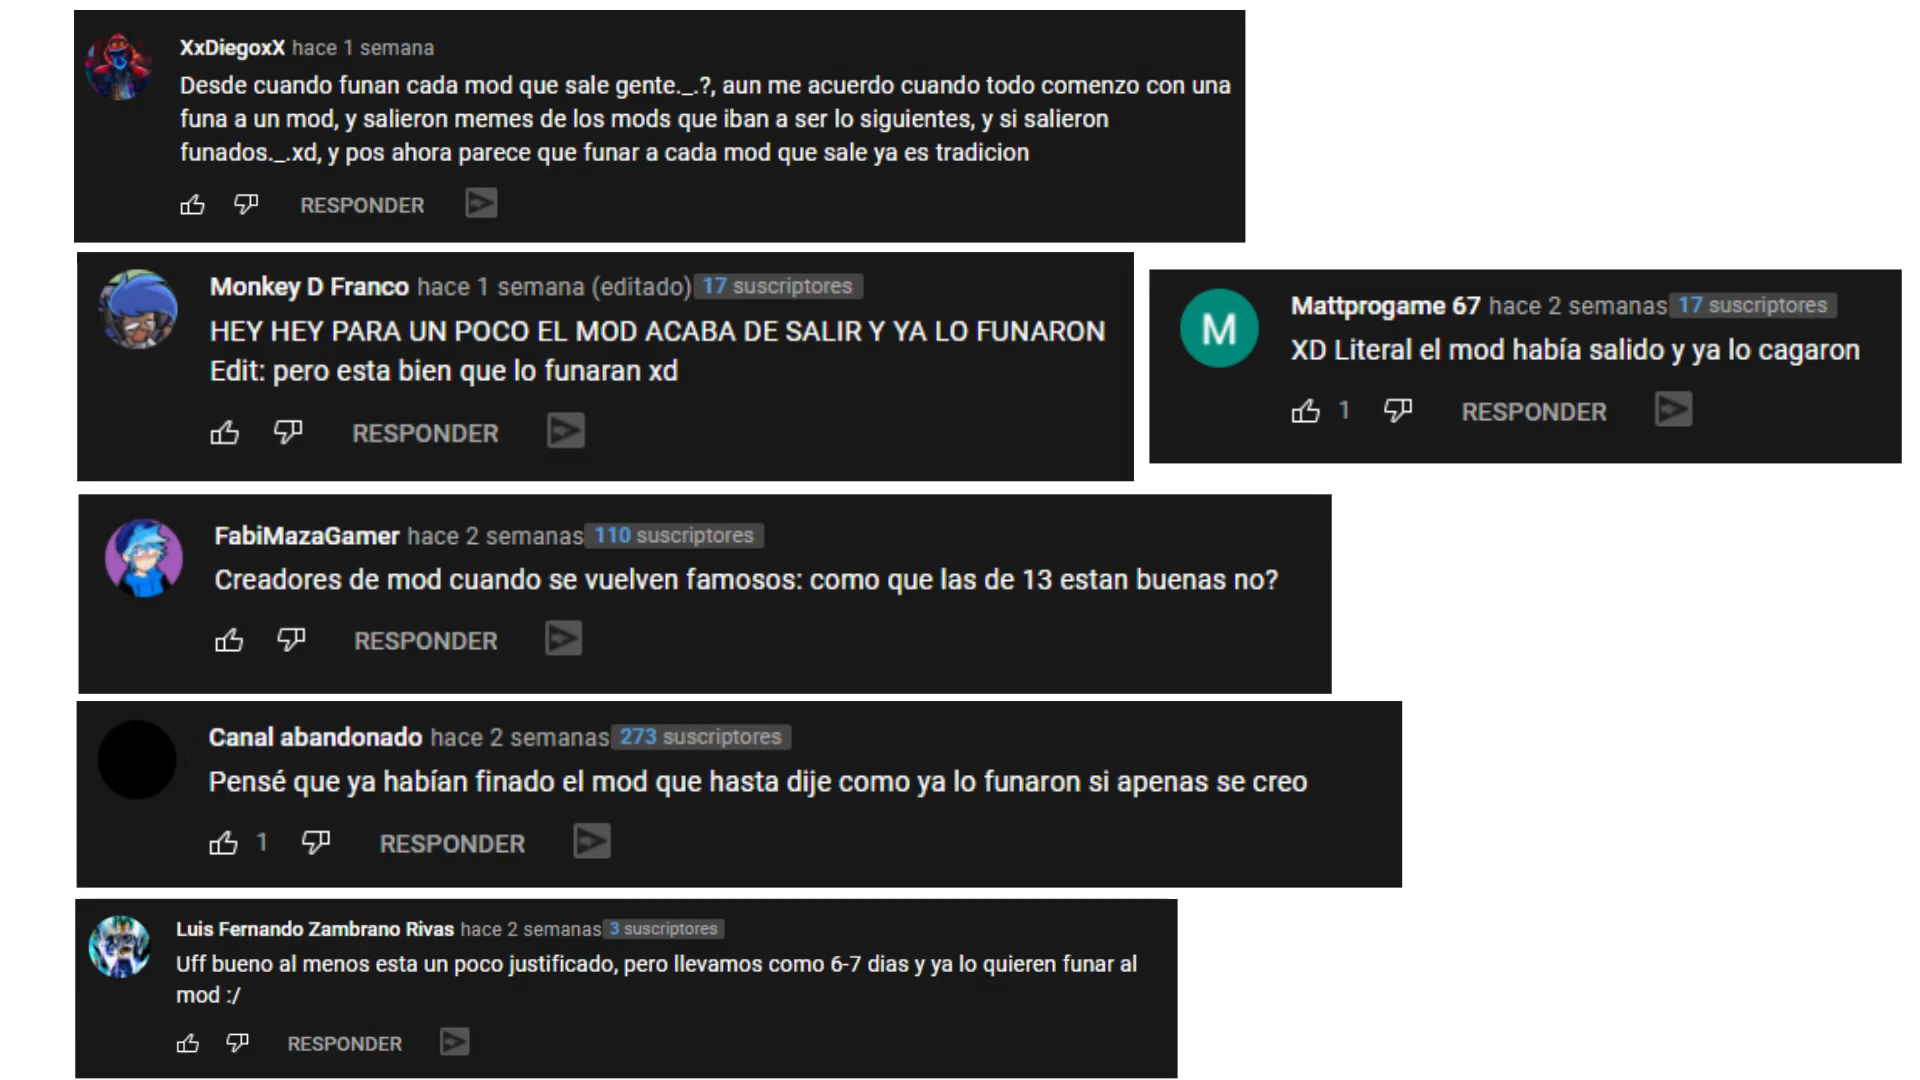 XxDiegoxX hace 1 semana
Desde cuando funan cada mod que sale gente._.?, aun me acuerdo cuando todo comenzo con una
funa a un mod, y salieron memes de los mods que iban a ser lo siguientes, y si salieron
funados._.xd, y pos ahora parece que funar a cada mod que sale ya es tradicion
RESPONDER
Monkey D Franco hace 1 semana (editado) 17 suscriptores
HEY HEY PARA UN POCO EL MOD ACABA DE SALIR Y YA LO FUNARON
Edit: pero esta bien que lo funaran xd
RESPONDER
M
Mattprogame 67 hace 2 semanas 17 suscriptores
XD Literal el mod había salido y ya lo cagaron
1 RESPONDER
FabiMazaGamer hace 2 semanas 110 suscriptores
Creadores de mod cuando se vuelven famosos: como que las de 13 estan buenas no?
RESPONDER
Canal abandonado hace 2 semanas 273 suscriptores
Pensé que ya habían finado el mod que hasta dije como ya lo funaron si apenas se creo
1 RESPONDER
Luis Fernando Zambrano Rivas hace 2 semanas 3 suscriptores
Uff bueno al menos esta un poco justificado, pero llevamos como 6-7 dias y ya lo quieren funar al
mod :/
RESPONDER